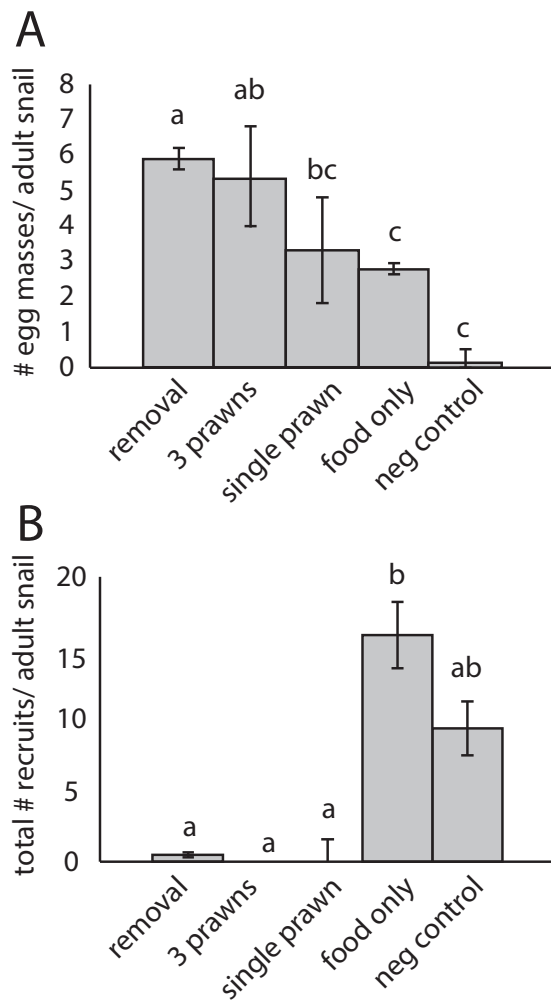 A
# egg masses/ adult snail
8
7
6
5
4
3
2
1
0
a
ab
bc
c
c
removal
3 prawns
single prawn
food only
neg control
B
total # recruits/ adult snail
20
15
10
5
0
a
a
a
b
ab
removal
3 prawns
single prawn
food only
neg control